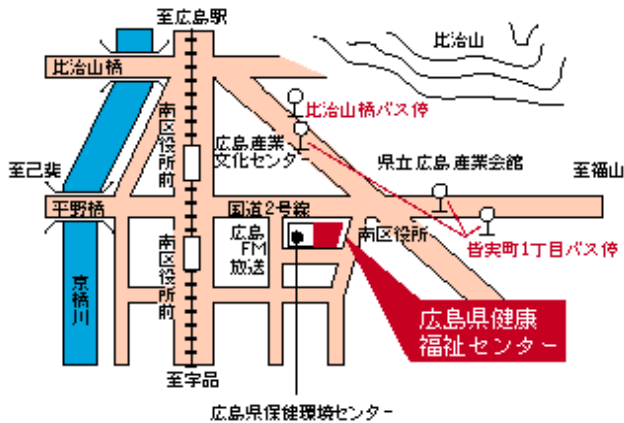 至広島駅
比治山
比治山橋
比治山橋バス停
南区役所前
広島産業
文化センター
県立広島産業会館
至己斐
至福山
平野橋
国道2号線
南区役所
皆実町1丁目バス停
広島
FM
放送
南区役所前
京橋川
広島県健康
福祉センター
至宇品
広島県保健環境センター